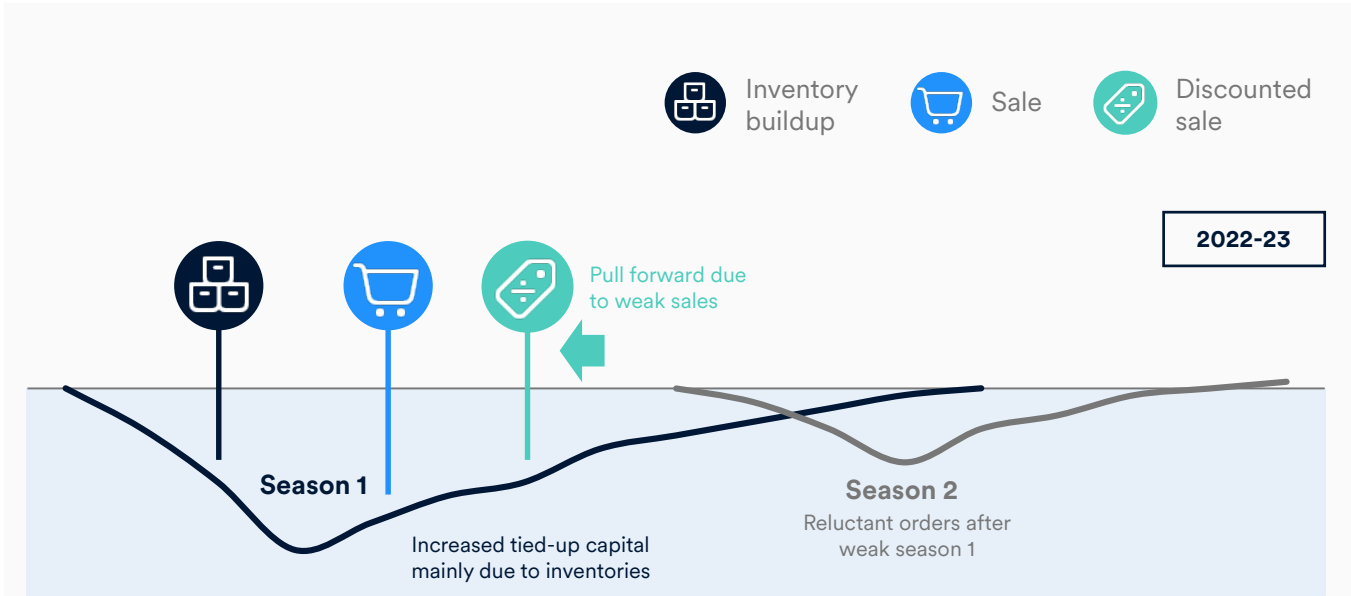 Inventory
buildup
Sale
Discounted
sale
2022-23
Pull forward due
to weak sales
Season 1
Increased tied-up capital
mainly due to inventories
Season 2
Reluctant orders after
weak season 1